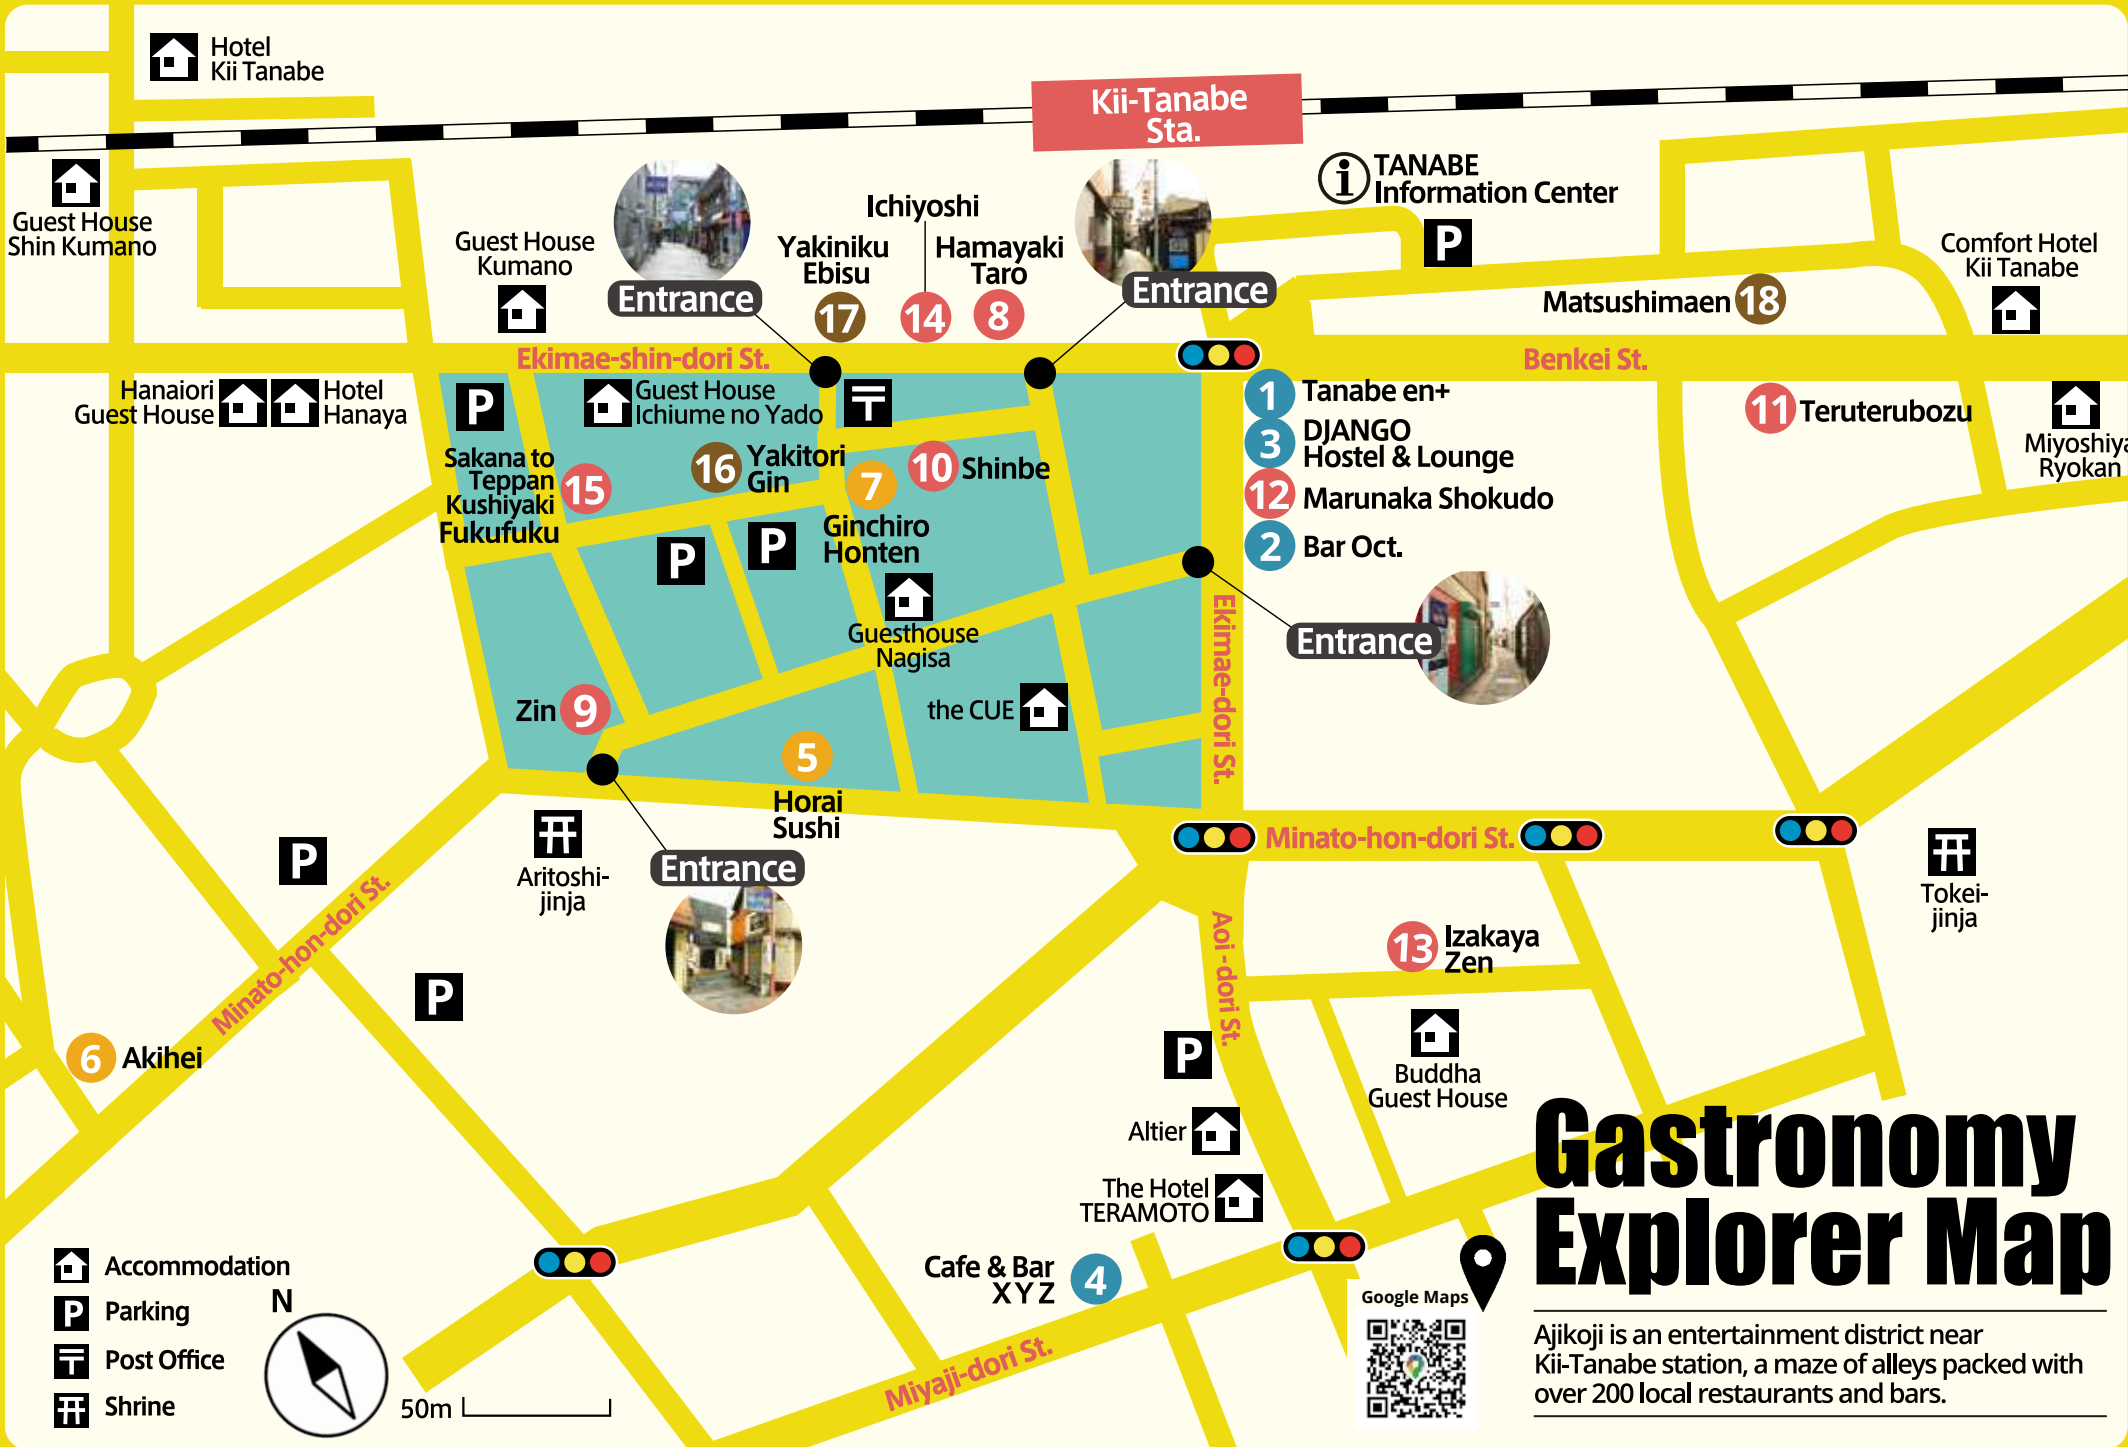 Hotel
Kii Tanabe
Kii-Tanabe
Sta.
TANABE
Information Center
P
Guest House
Shin Kumano
Guest House
Kumano
Entrance
Yakiniku
Ebisu
17
Ichiyoshi
14
Hamayaki
Taro
8
Entrance
Matsushimaen
18
Comfort Hotel
Kii Tanabe
Ekimae-shin-dori St.
Benkei St.
Hanaiori
Guest House
Hotel
Hanaya
P
Guest House
Ichiume no Yado
1
Tanabe en+
3
DJANGO
Hostel & Lounge
12
Marunaka Shokudo
2
Bar Oct.
11
Teruterubozu
Miyoshiya
Ryokan
Sakana to
Teppan
Kushiyaki
Fukufuku
15
16
Yakitori
Gin
7
Ginchiro
Honten
10
Shinbe
P
P
Guesthouse
Nagisa
Entrance
Ekimae-dori St.
Zin
9
the CUE
5
Horai
Sushi
Minato-hon-dori St.
Aritoshi-
jinja
Entrance
P
Minato-hon-dori St.
P
Tokei-
jinja
Aoi-dori St.
13
Izakaya
Zen
6
Akihei
P
Buddha
Guest House
Altier
The Hotel
TERAMOTO
Cafe & Bar
X Y Z
4
Miyaji-dori St.
Accommodation
P
Parking
Post Office
Shrine
N
50m
Google Maps
Gastronomy
Explorer Map
Ajikoji is an entertainment district near
Kii-Tanabe station, a maze of alleys packed with
over 200 local restaurants and bars.